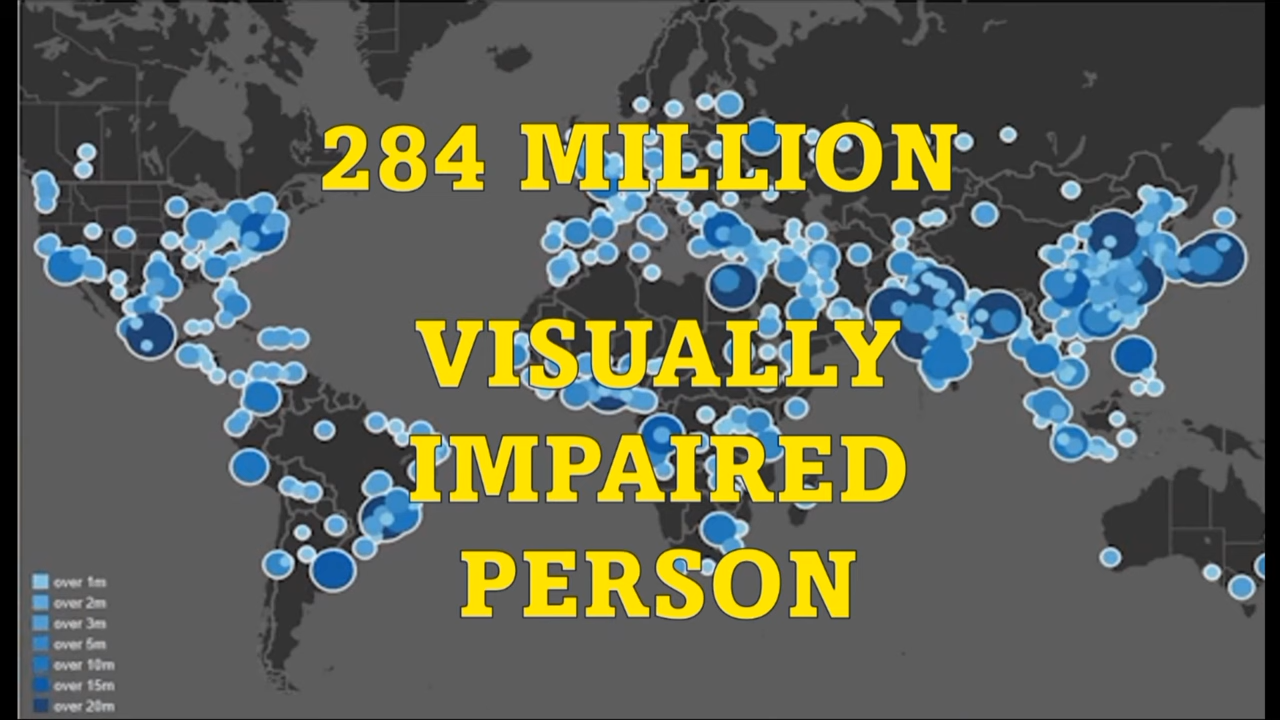 284 MILLION
VISUALLY
IMPAIRED
PERSON
over 1m
over 2m
over 3m
over 5m
over 10m
over 15m
over 20m